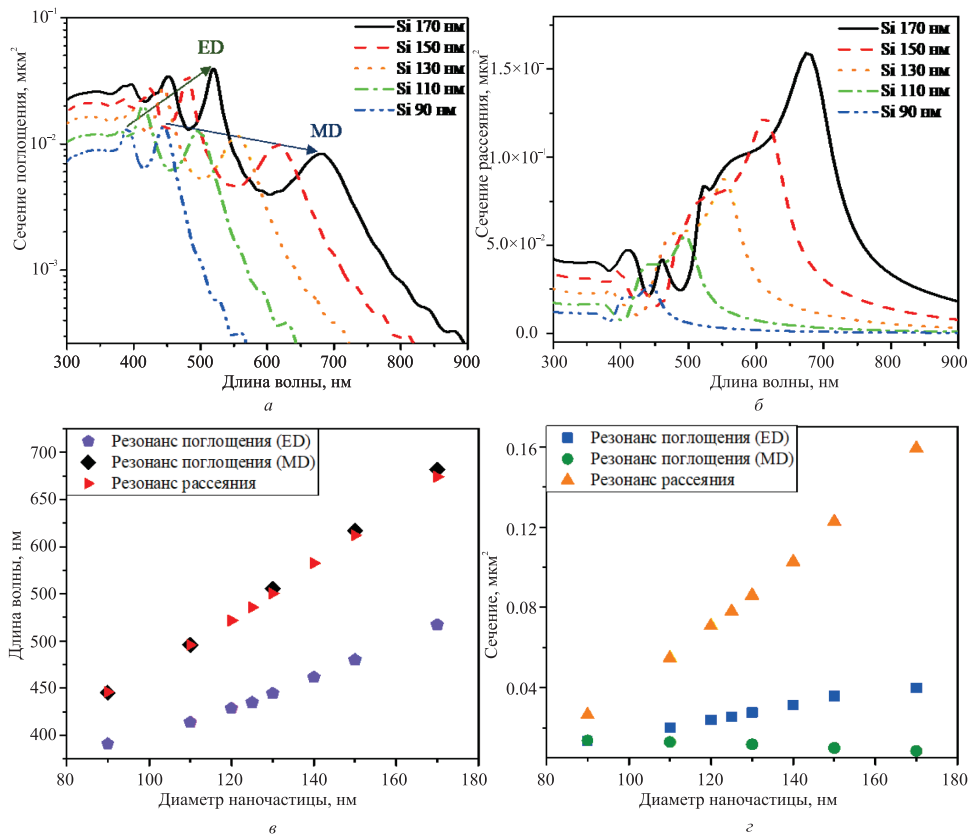 10⁻¹
10⁻²
10⁻³
Сечение поглощения, мкм²
ED
MD
Si 170 нм
Si 150 нм
Si 130 нм
Si 110 нм
Si 90 нм
300 400 500 600 700 800 900
Длина волны, нм
а
1.5×10⁻¹
1.0×10⁻¹
5.0×10⁻²
0.0
Сечение рассеяния, мкм²
Si 170 нм
Si 150 нм
Si 130 нм
Si 110 нм
Si 90 нм
300 400 500 600 700 800 900
Длина волны, нм
б
700
650
600
500
500
450
400
Длина волны, нм
Резонанс поглощения (ED)
Резонанс поглощения (MD)
Резонанс рассеяния
80 100 120 140 160 180
Диаметр наночастицы, нм
в
0.16
0.12
0.08
0.04
Сечение, мкм²
Резонанс поглощения (ED)
Резонанс поглощения (MD)
Резонанс рассеяния
80 100 120 140 160 180
Диаметр наночастицы, нм
г